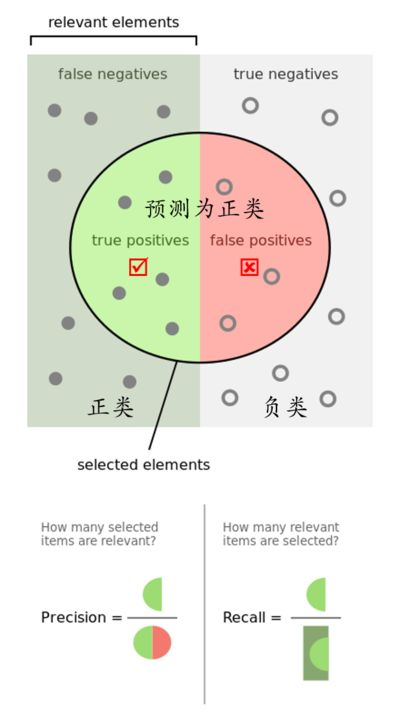 relevant elements
false negatives
true negatives
预测为正类
true positives
false positives
正类
负类
selected elements
How many selected
items are relevant?
How many relevant
items are selected?
Precision =
Recall =